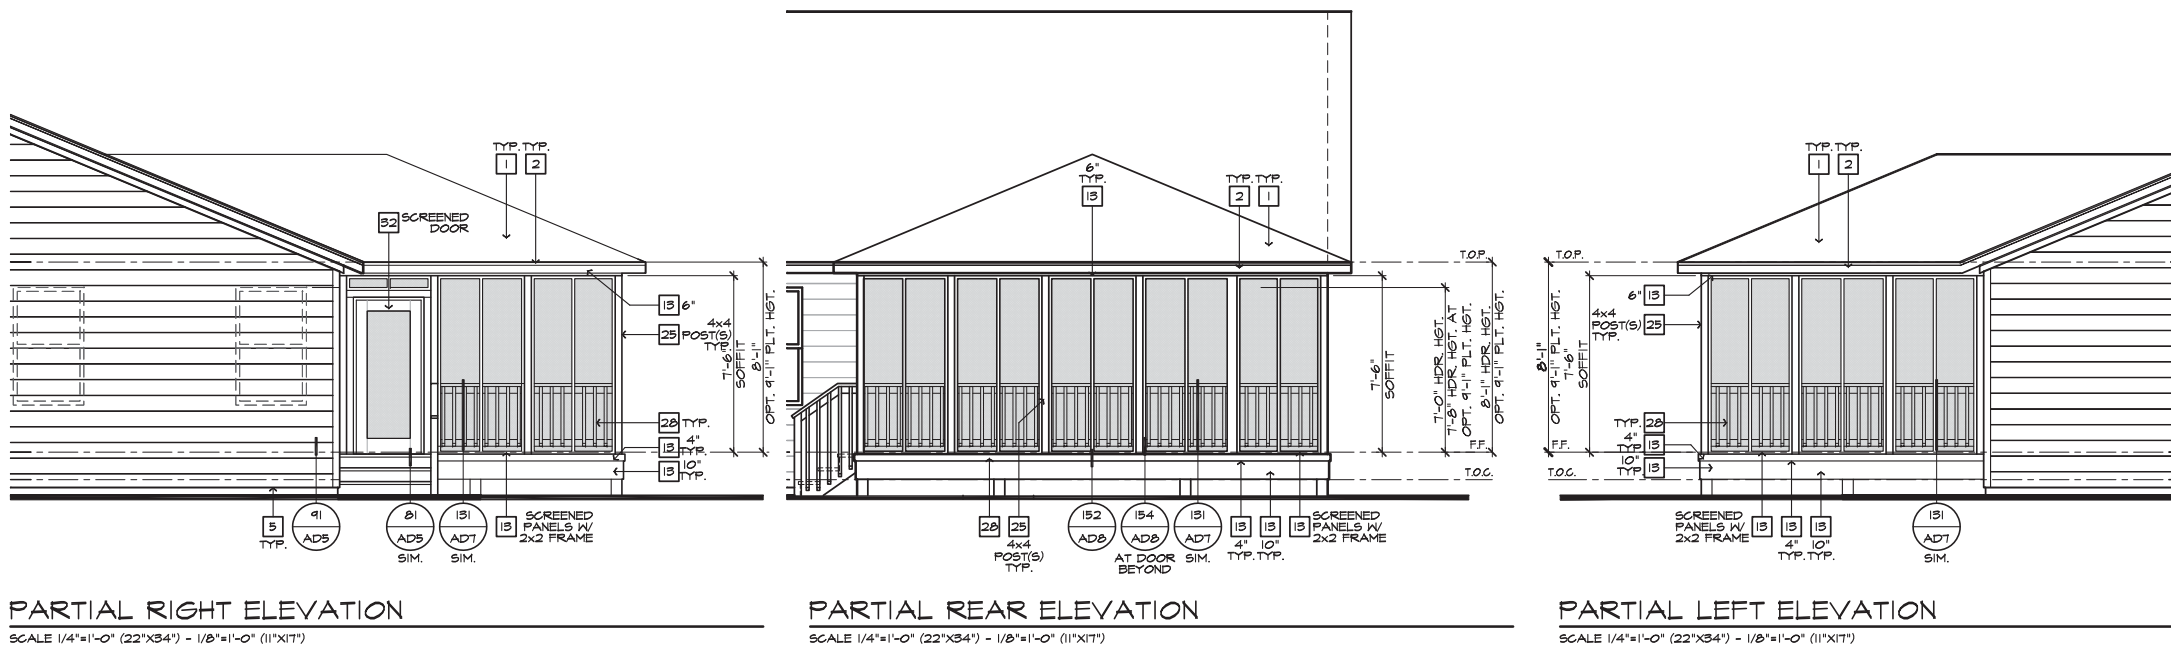 TYP. TYP.
1 2
32 SCREENED
DOOR
13 6"
4x4
25 POST(S)
TYP.
7'-6"
SOFFIT
8'-1"
OPT. 9'-1" PLT. HGT.
28 TYP.
4"
13 TYP.
13 10"
TYP.
5
TYP.
91
AD5
81
AD5
SIM.
131
AD7
SIM.
13 SCREENED
PANELS W/
2x2 FRAME
PARTIAL RIGHT ELEVATION
SCALE 1/4"=1'-0" (22"X34") - 1/8"=1'-0" (11"X17")
6"
TYP.
13
TYP. TYP.
2 1
T.O.P.
7'-6"
SOFFIT
7'-0" HDR. HGT.
7'-8" HDR. HGT. AT
OPT. 9'-1" PLT. HGT.
8'-1" HDR. HGT.
OPT. 9'-1" PLT. HGT.
F.F.
T.O.C.
28
25
4x4
POST(S)
TYP.
152
AD8
154
AD8
AT DOOR
BEYOND
131
AD7
SIM.
13
4"
TYP.
13
10"
TYP.
13 SCREENED
PANELS W/
2x2 FRAME
PARTIAL REAR ELEVATION
SCALE 1/4"=1'-0" (22"X34") - 1/8"=1'-0" (11"X17")
TYP. TYP.
1 2
T.O.P.
8'-1"
OPT. 9'-1" PLT. HGT.
7'-6"
SOFFIT
6" 13
4x4
POST(S) 25
TYP.
TYP. 28
4"
TYP. 13
10"
TYP. 13
F.F.
T.O.C.
SCREENED
PANELS W/ 13
2x2 FRAME
13
4"
TYP.
13
10"
TYP.
131
AD7
SIM.
PARTIAL LEFT ELEVATION
SCALE 1/4"=1'-0" (22"X34") - 1/8"=1'-0" (11"X17")